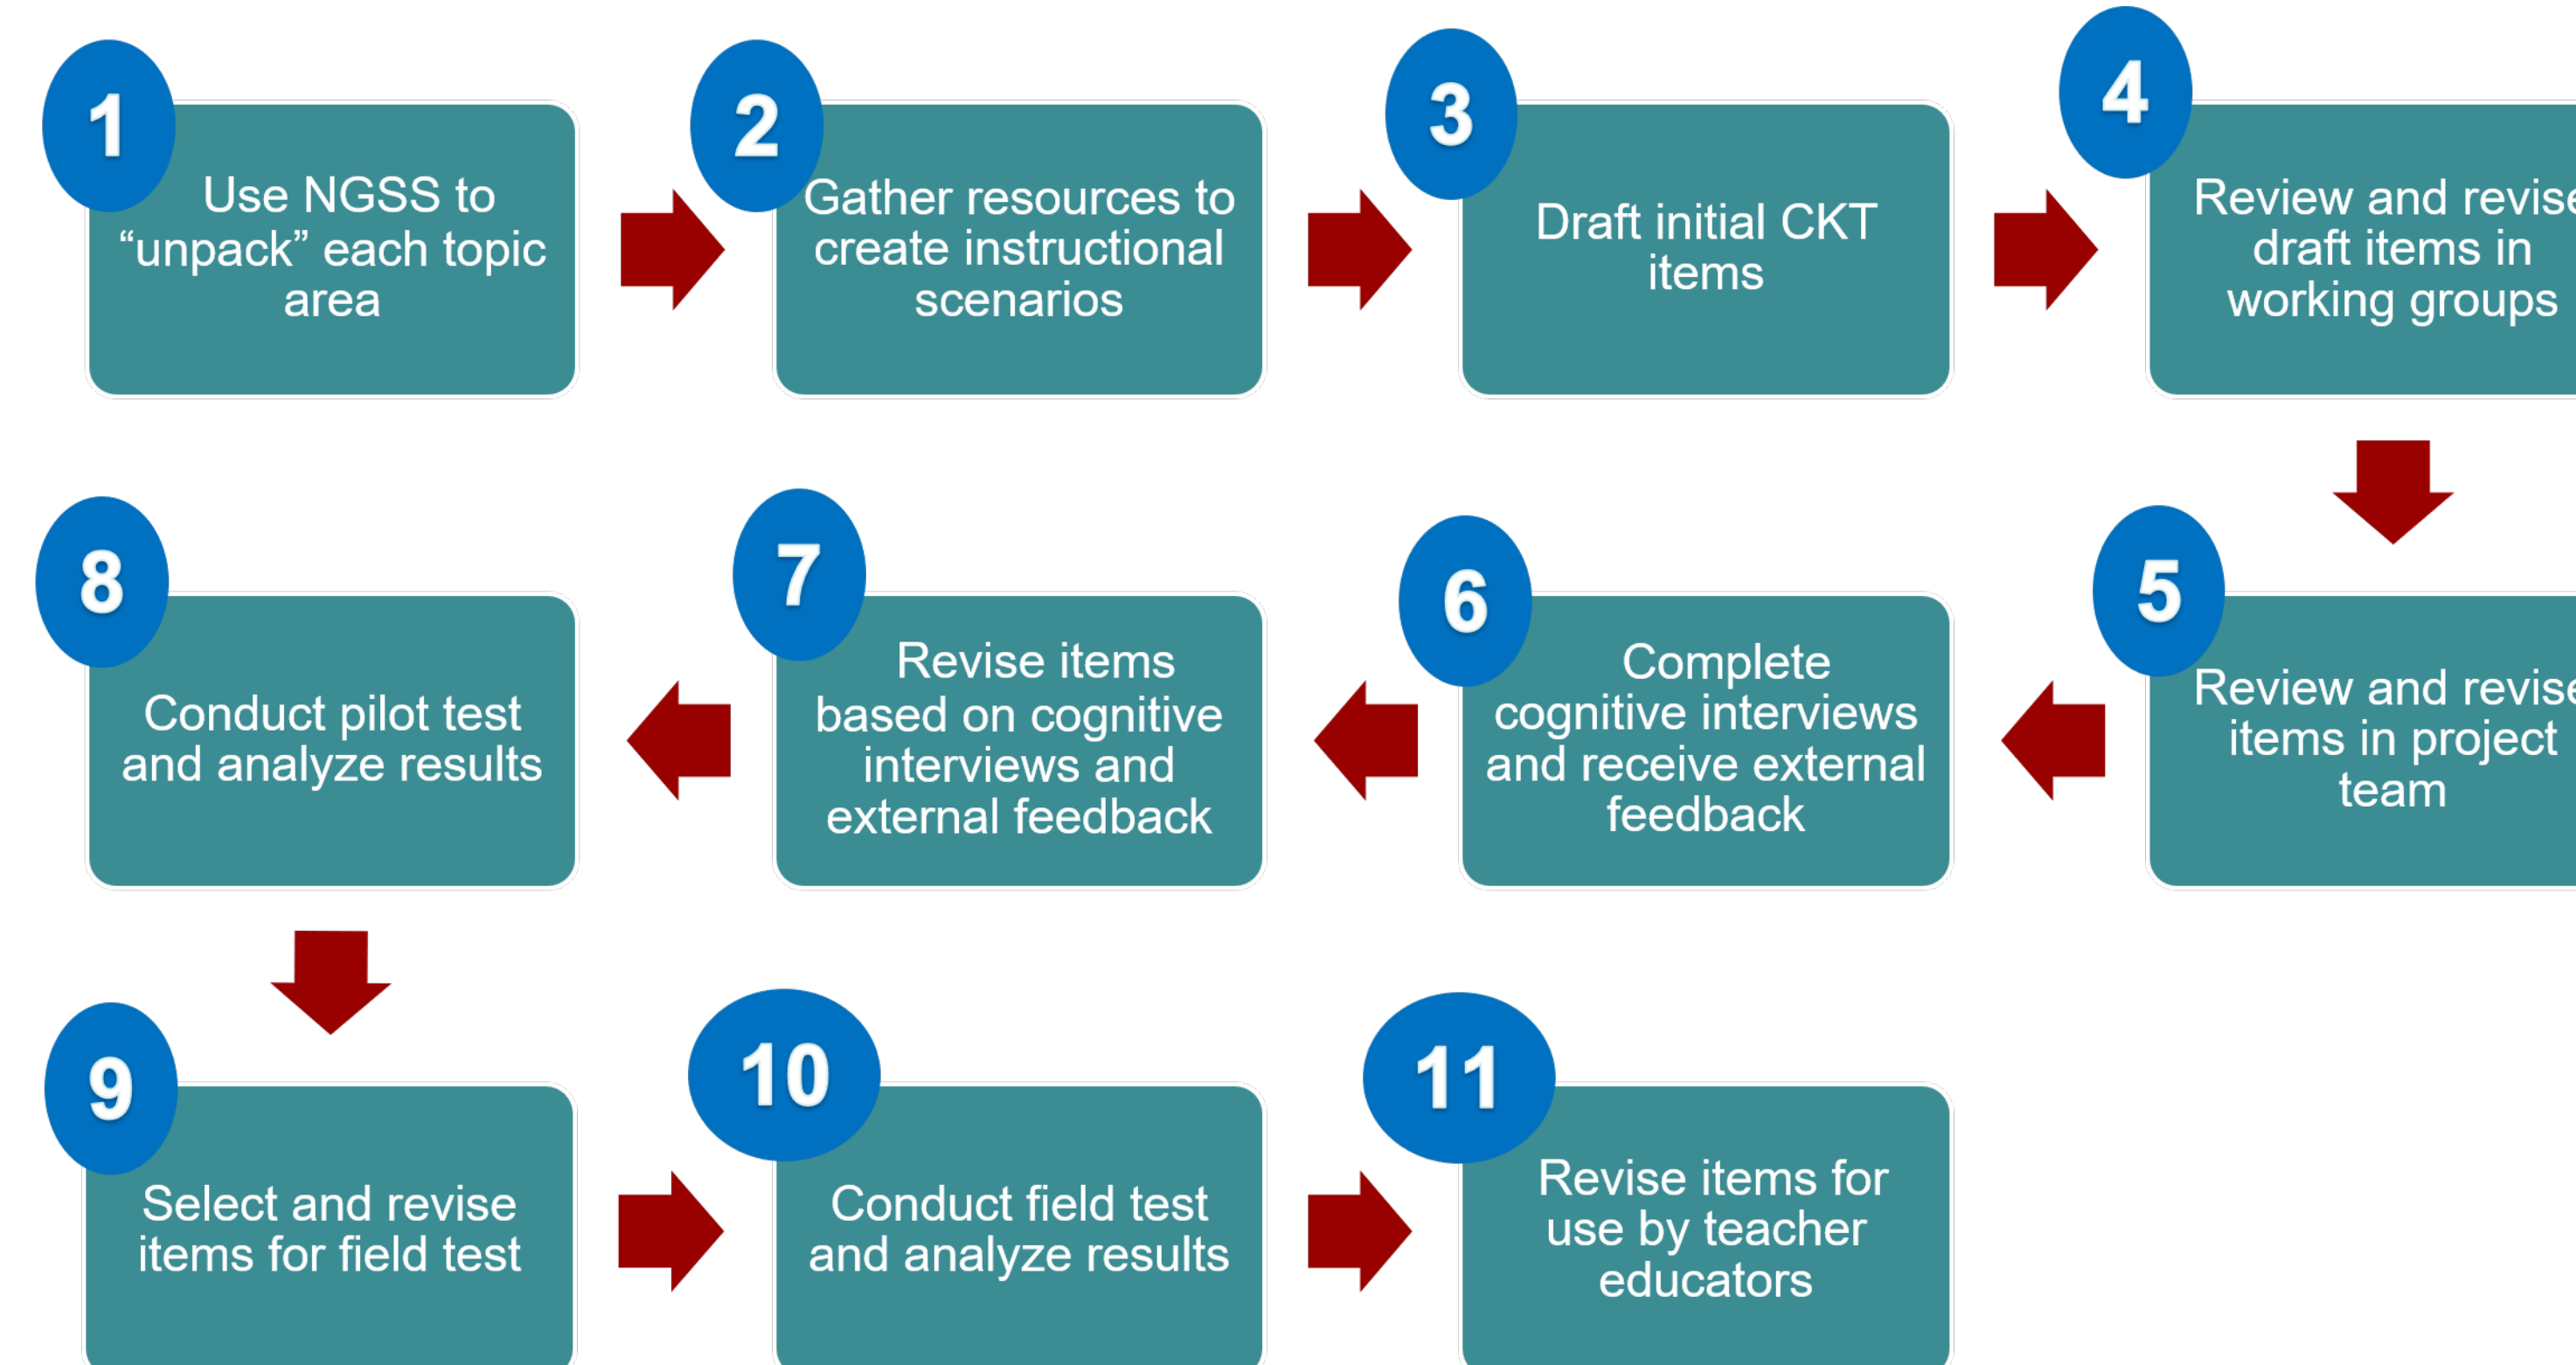 1
Use NGSS to
“unpack” each topic
area
2
Gather resources to
create instructional
scenarios
3
Draft initial CKT
items
4
Review and revise
draft items in
working groups
5
Review and revise
items in project
team
6
Complete
cognitive interviews
and receive external
feedback
7
Revise items
based on cognitive
interviews and
external feedback
8
Conduct pilot test
and analyze results
9
Select and revise
items for field test
10
Conduct field test
and analyze results
11
Revise items for
use by teacher
educators